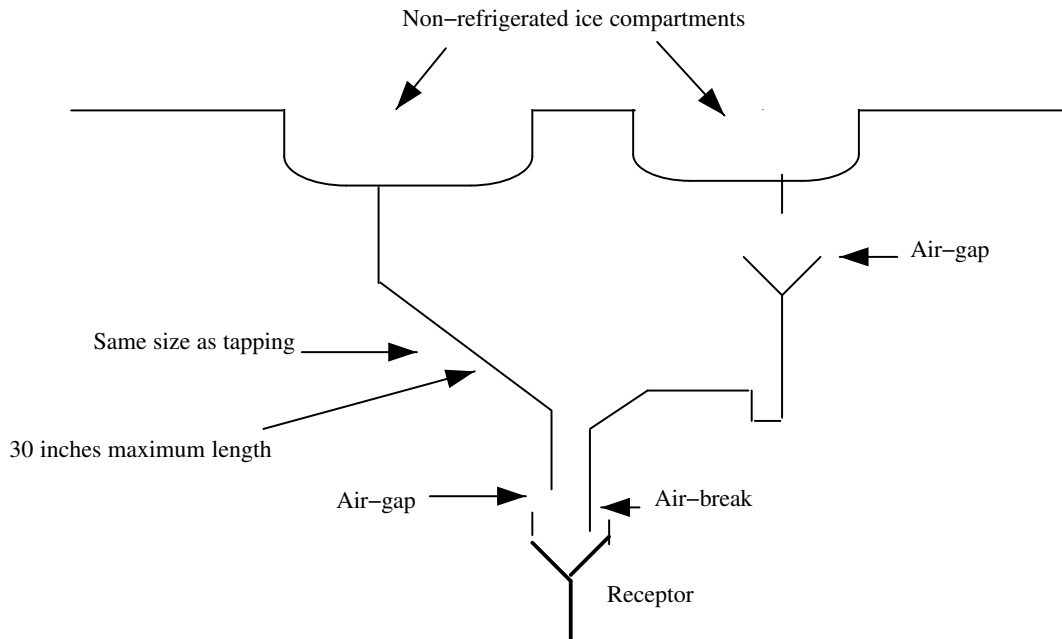 Non−refrigerated ice compartments
Air−gap
Same size as tapping
30 inches maximum length
Air−gap
Air−break
Receptor